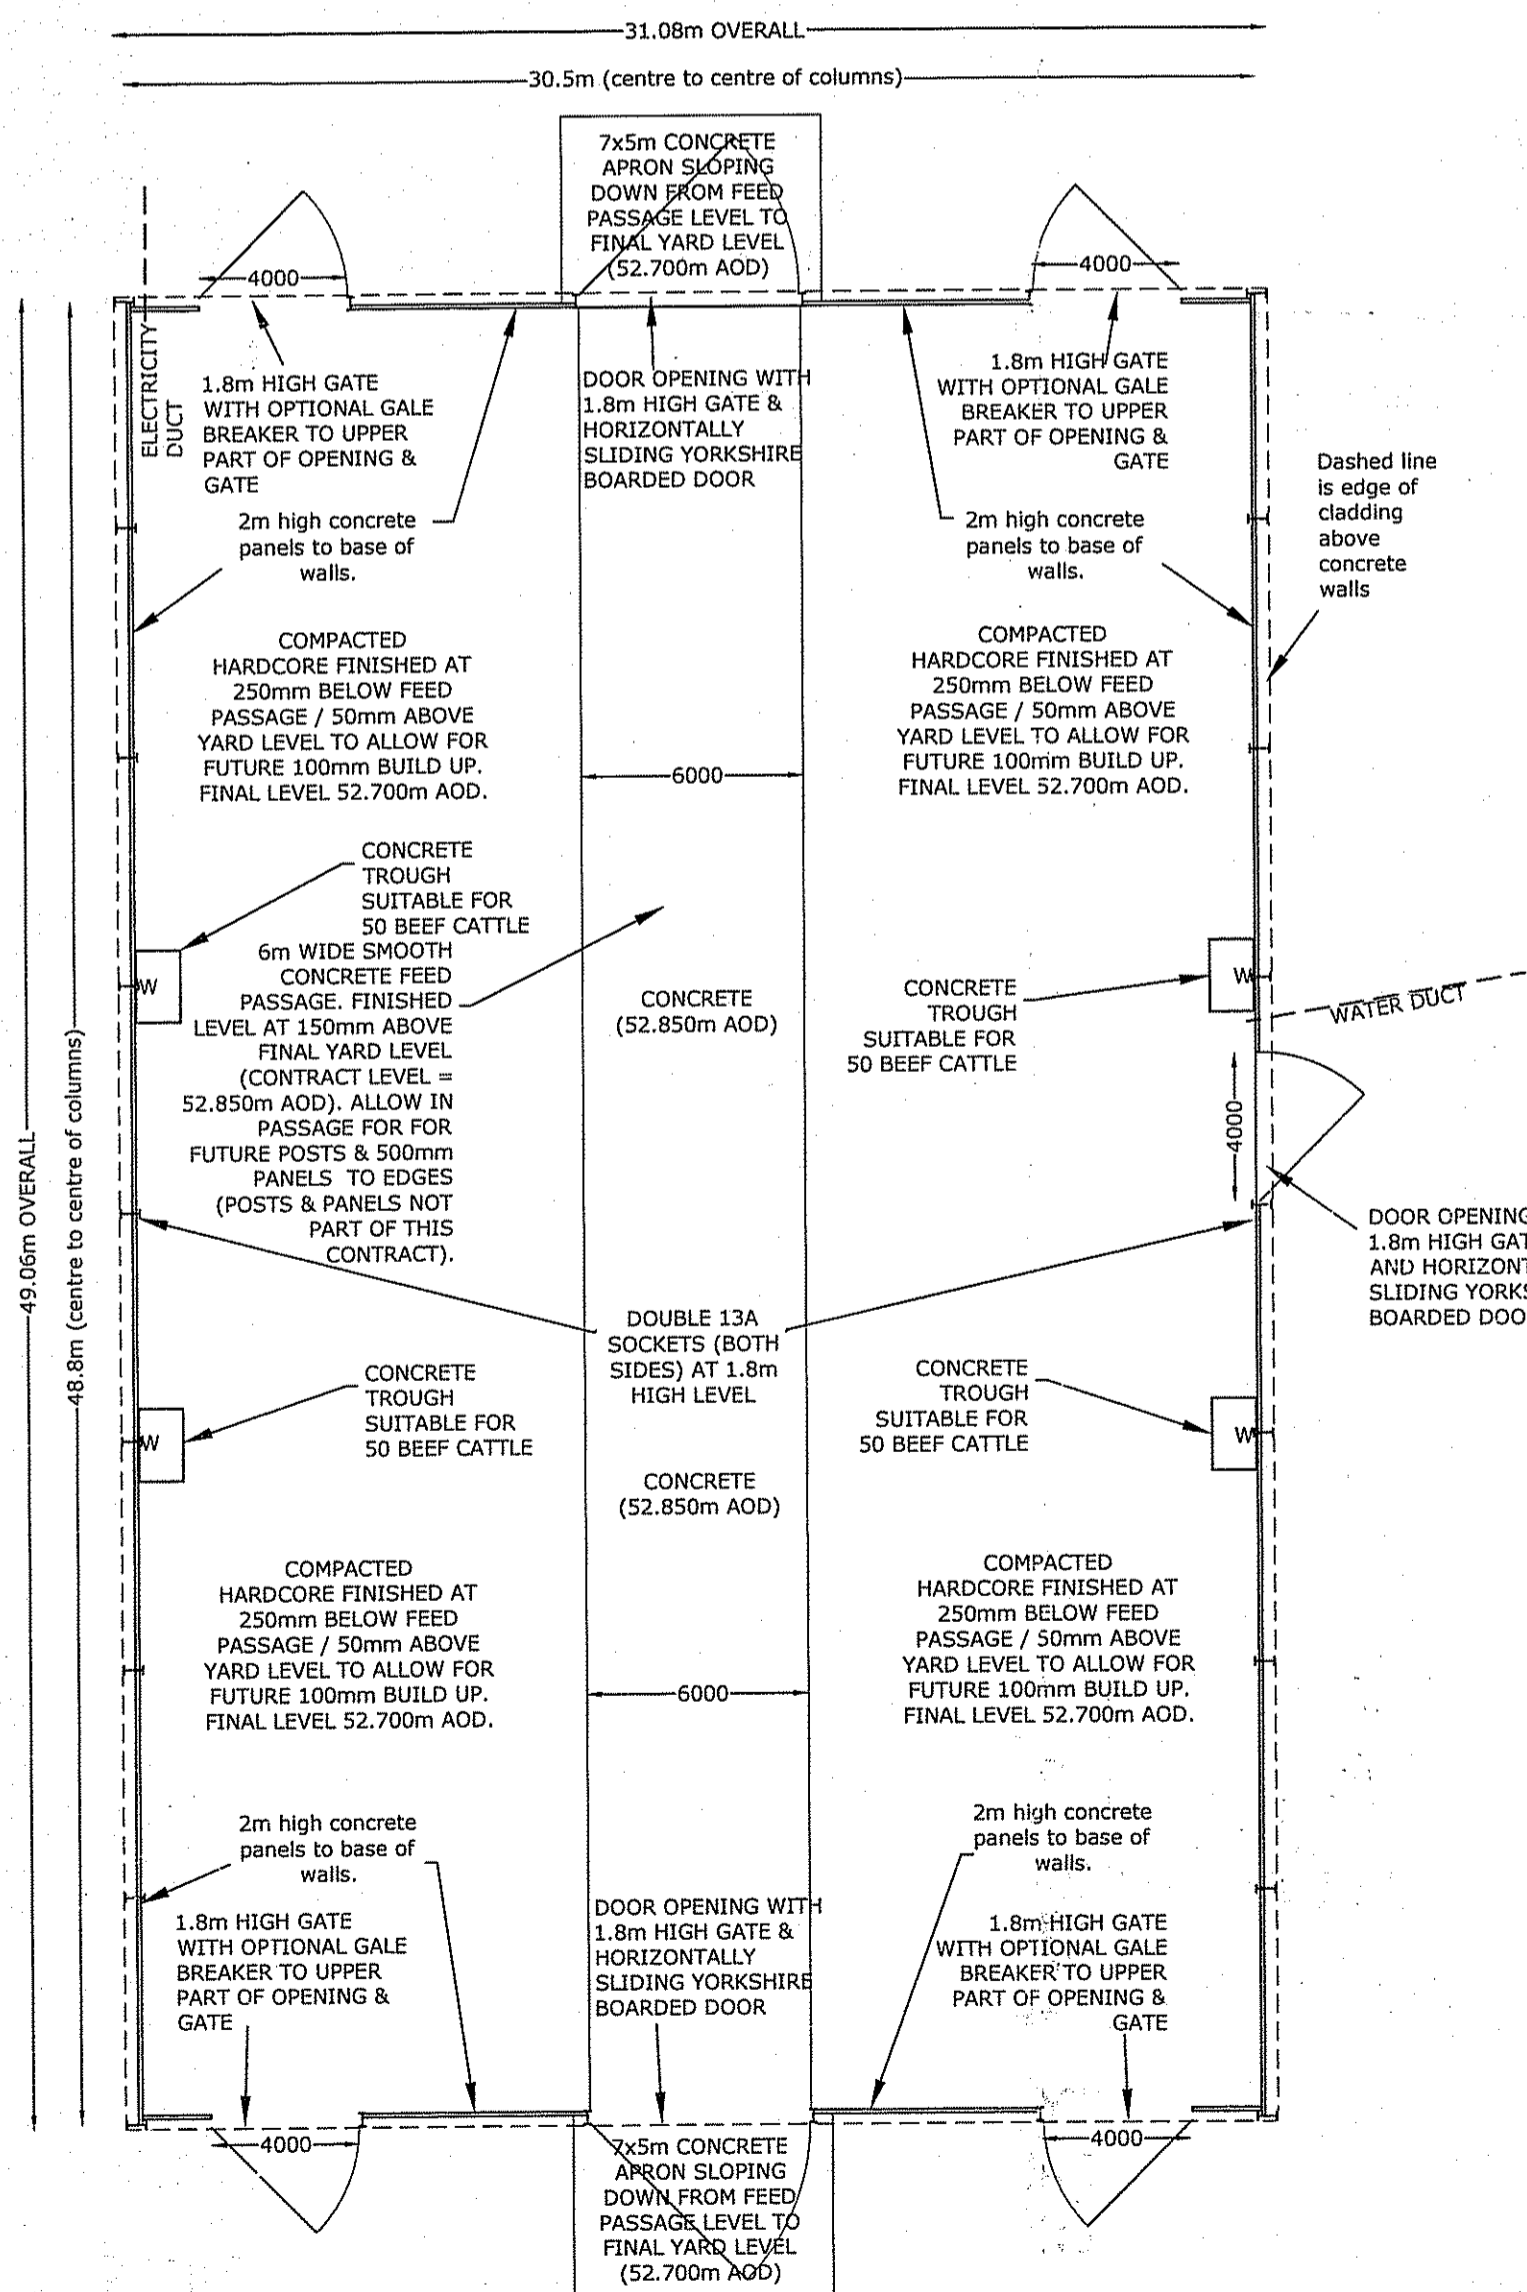 31.08m OVERALL
30.5m (centre to centre of columns)
7x5m CONCRETE
APRON SLOPING
DOWN FROM FEED
PASSAGE LEVEL TO
FINAL YARD LEVEL
(52.700m AOD)
4000
4000
ELECTRICITY
DUCT
1.8m HIGH GATE
WITH OPTIONAL GALE
BREAKER TO UPPER
PART OF OPENING &
GATE
DOOR OPENING WITH
1.8m HIGH GATE &
HORIZONTALLY
SLIDING YORKSHIRE
BOARDED DOOR
1.8m HIGH GATE
WITH OPTIONAL GALE
BREAKER TO UPPER
PART OF OPENING &
GATE
Dashed line
is edge of
cladding
above
concrete
walls
2m high concrete
panels to base of
walls.
2m high concrete
panels to base of
walls.
COMPACTED
HARDCORE FINISHED AT
250mm BELOW FEED
PASSAGE / 50mm ABOVE
YARD LEVEL TO ALLOW FOR
FUTURE 100mm BUILD UP.
FINAL LEVEL 52.700m AOD.
COMPACTED
HARDCORE FINISHED AT
250mm BELOW FEED
PASSAGE / 50mm ABOVE
YARD LEVEL TO ALLOW FOR
FUTURE 100mm BUILD UP.
FINAL LEVEL 52.700m AOD.
6000
CONCRETE
TROUGH
SUITABLE FOR
50 BEEF CATTLE
W
6m WIDE SMOOTH
CONCRETE FEED
PASSAGE. FINISHED
LEVEL AT 150mm ABOVE
FINAL YARD LEVEL
(CONTRACT LEVEL =
52.850m AOD). ALLOW IN
PASSAGE FOR FOR
FUTURE POSTS & 500mm
PANELS TO EDGES
(POSTS & PANELS NOT
PART OF THIS
CONTRACT).
CONCRETE
(52.850m AOD)
CONCRETE
TROUGH
SUITABLE FOR
50 BEEF CATTLE
W
WATER DUCT
4000
DOOR OPENING
1.8m HIGH GAT
AND HORIZONT
SLIDING YORKS
BOARDED DOO
49.06m OVERALL
48.8m (centre to centre of columns)
DOUBLE 13A
SOCKETS (BOTH
SIDES) AT 1.8m
HIGH LEVEL
CONCRETE
TROUGH
SUITABLE FOR
50 BEEF CATTLE
W
CONCRETE
TROUGH
SUITABLE FOR
50 BEEF CATTLE
W
CONCRETE
(52.850m AOD)
COMPACTED
HARDCORE FINISHED AT
250mm BELOW FEED
PASSAGE / 50mm ABOVE
YARD LEVEL TO ALLOW FOR
FUTURE 100mm BUILD UP.
FINAL LEVEL 52.700m AOD.
COMPACTED
HARDCORE FINISHED AT
250mm BELOW FEED
PASSAGE / 50mm ABOVE
YARD LEVEL TO ALLOW FOR
FUTURE 100mm BUILD UP.
FINAL LEVEL 52.700m AOD.
6000
2m high concrete
panels to base of
walls.
2m high concrete
panels to base of
walls.
1.8m HIGH GATE
WITH OPTIONAL GALE
BREAKER TO UPPER
PART OF OPENING &
GATE
DOOR OPENING WITH
1.8m HIGH GATE &
HORIZONTALLY
SLIDING YORKSHIRE
BOARDED DOOR
1.8m HIGH GATE
WITH OPTIONAL GALE
BREAKER TO UPPER
PART OF OPENING &
GATE
4000
4000
7x5m CONCRETE
APRON SLOPING
DOWN FROM FEED
PASSAGE LEVEL TO
FINAL YARD LEVEL
(52.700m AOD)